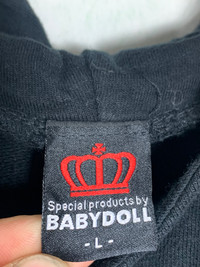 Special products by
BABYDOLL
- L -